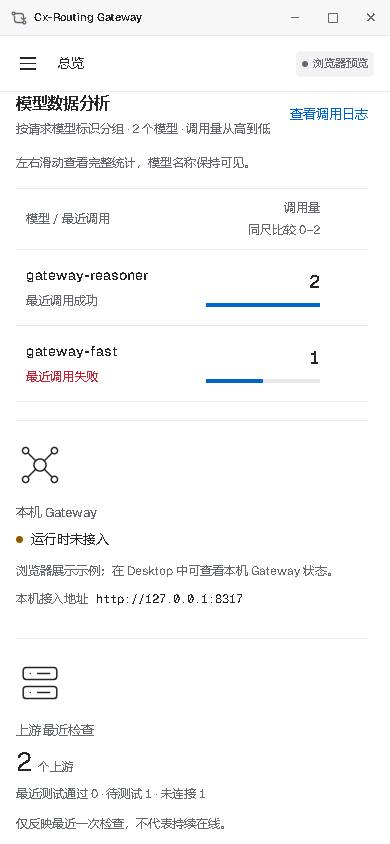 Cx-Routing Gateway
总览
浏览器预览
模型数据分析
查看调用日志
按请求模型标识分组 · 2 个模型 · 调用量从高到低
左右滑动查看完整统计，模型名称保持可见。
模型 / 最近调用
调用量
同尺比较 0–2
gateway-reasoner
2
最近调用成功
gateway-fast
1
最近调用失败
本机 Gateway
运行时未接入
浏览器展示示例；在 Desktop 中可查看本机 Gateway 状态。
本机接入地址 http://127.0.0.1:8317
上游最近检查
2 个上游
最近测试通过 0 · 待测试 1 · 未连接 1
仅反映最近一次检查，不代表持续在线。